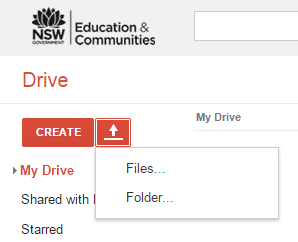 NSW
GOVERNMENT
Education &
Communities
Drive
CREATE
My Drive
My Drive
Files...
Shared with
Folder...
Starred